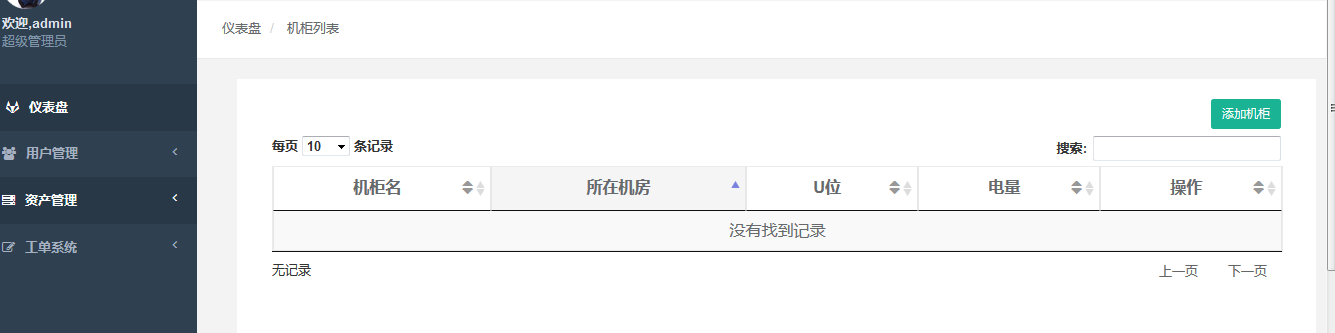 欢迎,admin
超级管理员
仪表盘
用户管理
资产管理
工单系统
仪表盘 / 机柜列表
添加机柜
每页 10 条记录 搜索:
机柜名 所在机房 U位 电量 操作
没有找到记录
无记录 上一页 下一页